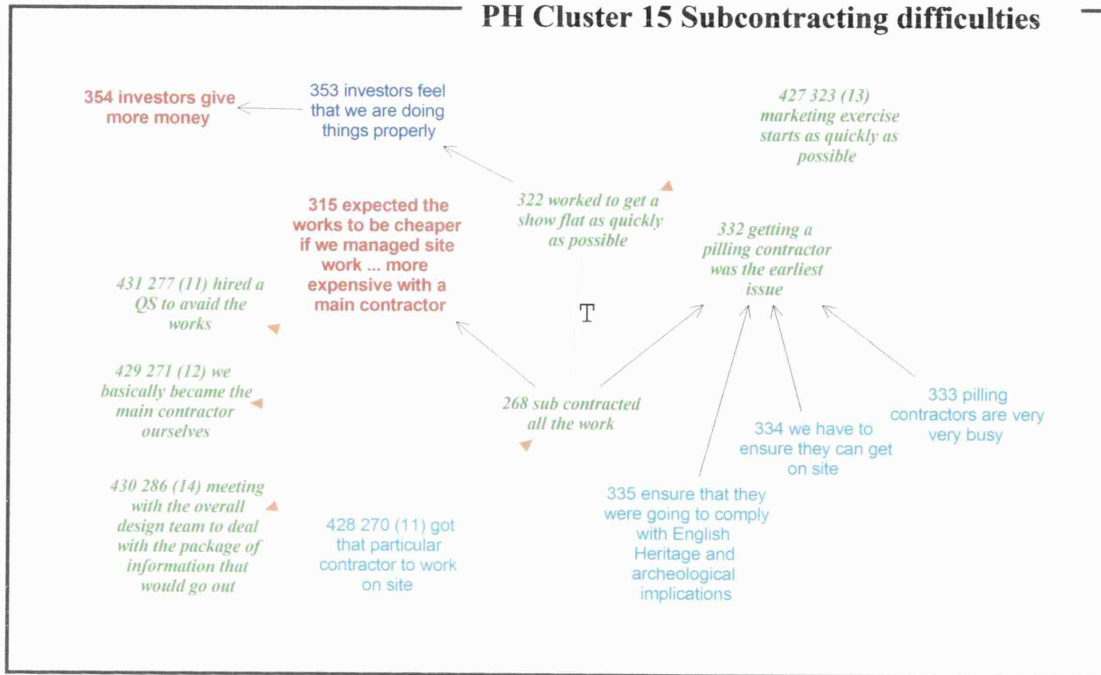 PH Cluster 15 Subcontracting difficulties
354 investors give
more money
353 investors feel
that we are doing
things properly
427 323 (13)
marketing exercise
starts as quickly as
possible
322 worked to get a
show flat as quickly
as possible
315 expected the
works to be cheaper
if we managed site
work ... more
expensive with a
main contractor
332 getting a
pilling contractor
was the earliest
issue
431 277 (11) hired a
QS to avaid the
works
T
429 271 (12) we
basically became the
main contractor
ourselves
268 sub contracted
all the work
333 pilling
contractors are very
very busy
334 we have to
ensure they can get
on site
430 286 (14) meeting
with the overall
design team to deal
with the package of
information that
would go out
428 270 (11) got
that particular
contractor to work
on site
335 ensure that they
were going to comply
with English
Heritage and
archeological
implications